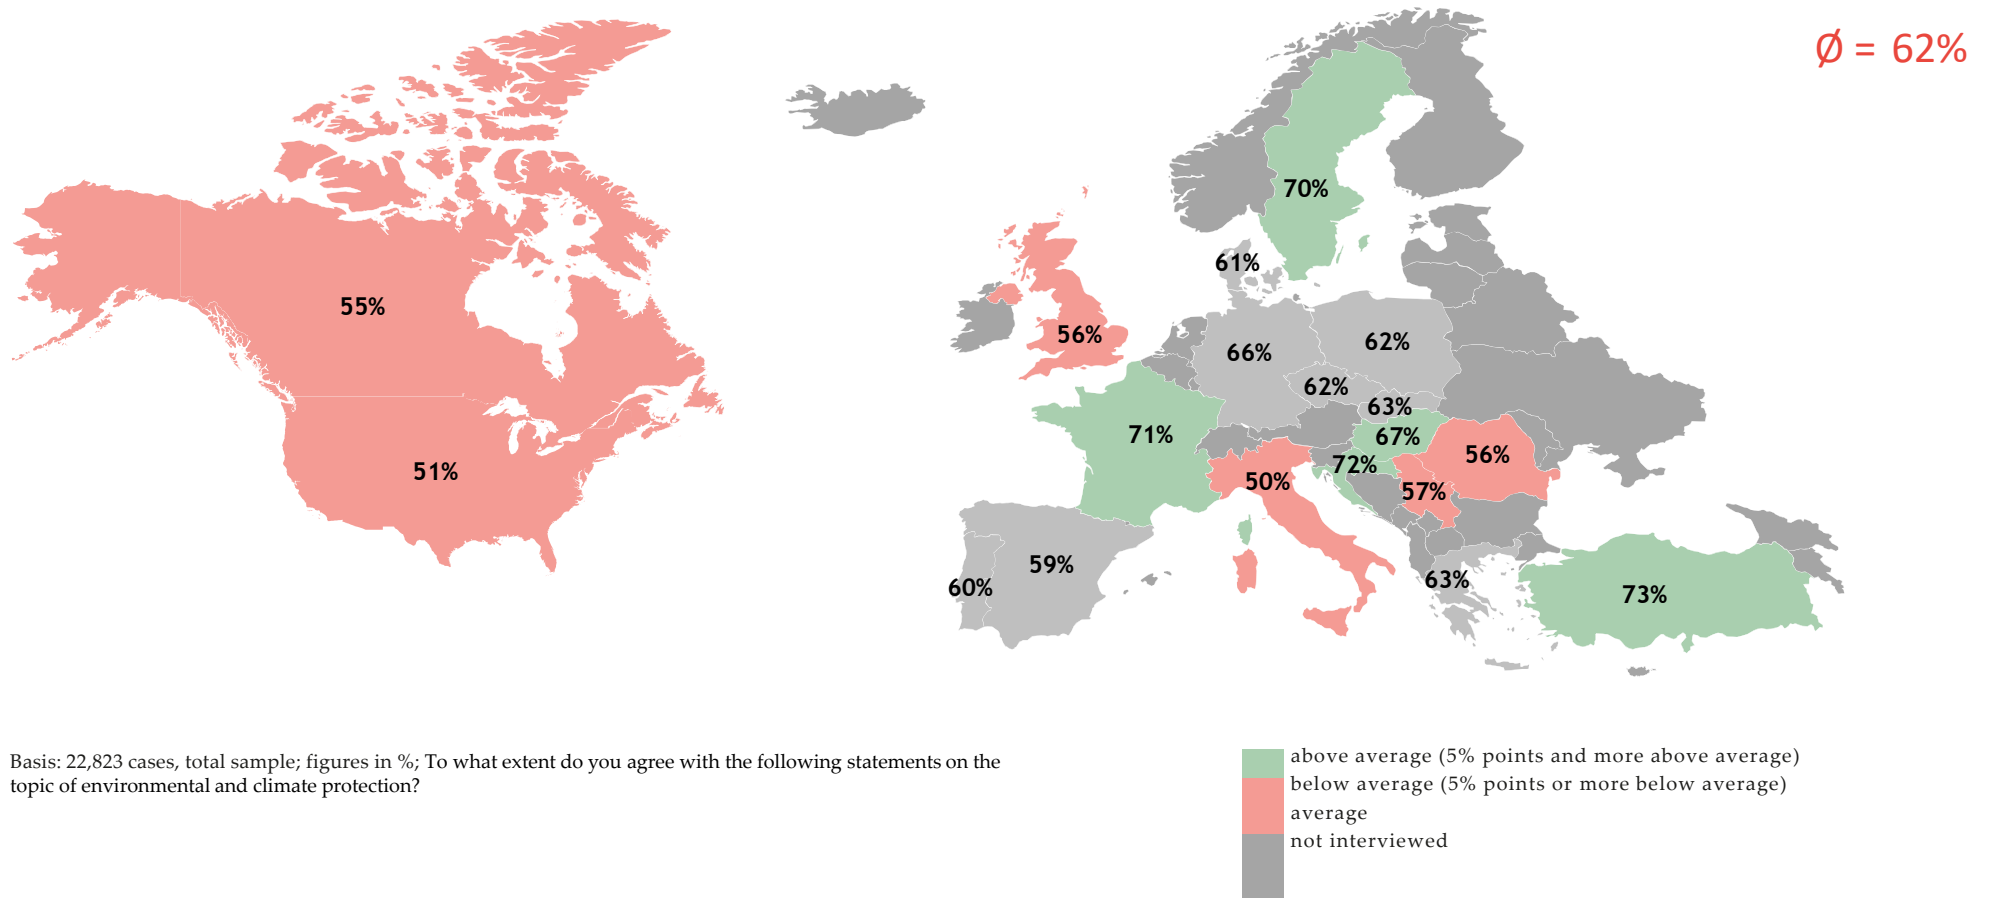 Ø = 62%
70%
61%
55%
56%
66%
62%
62%
63%
71%
67%
72%
56%
51%
50%
57%
59%
60%
63%
73%
Basis: 22,823 cases, total sample; figures in %; To what extent do you agree with the following statements on the
topic of environmental and climate protection?
above average (5% points and more above average)
below average (5% points or more below average)
average
not interviewed